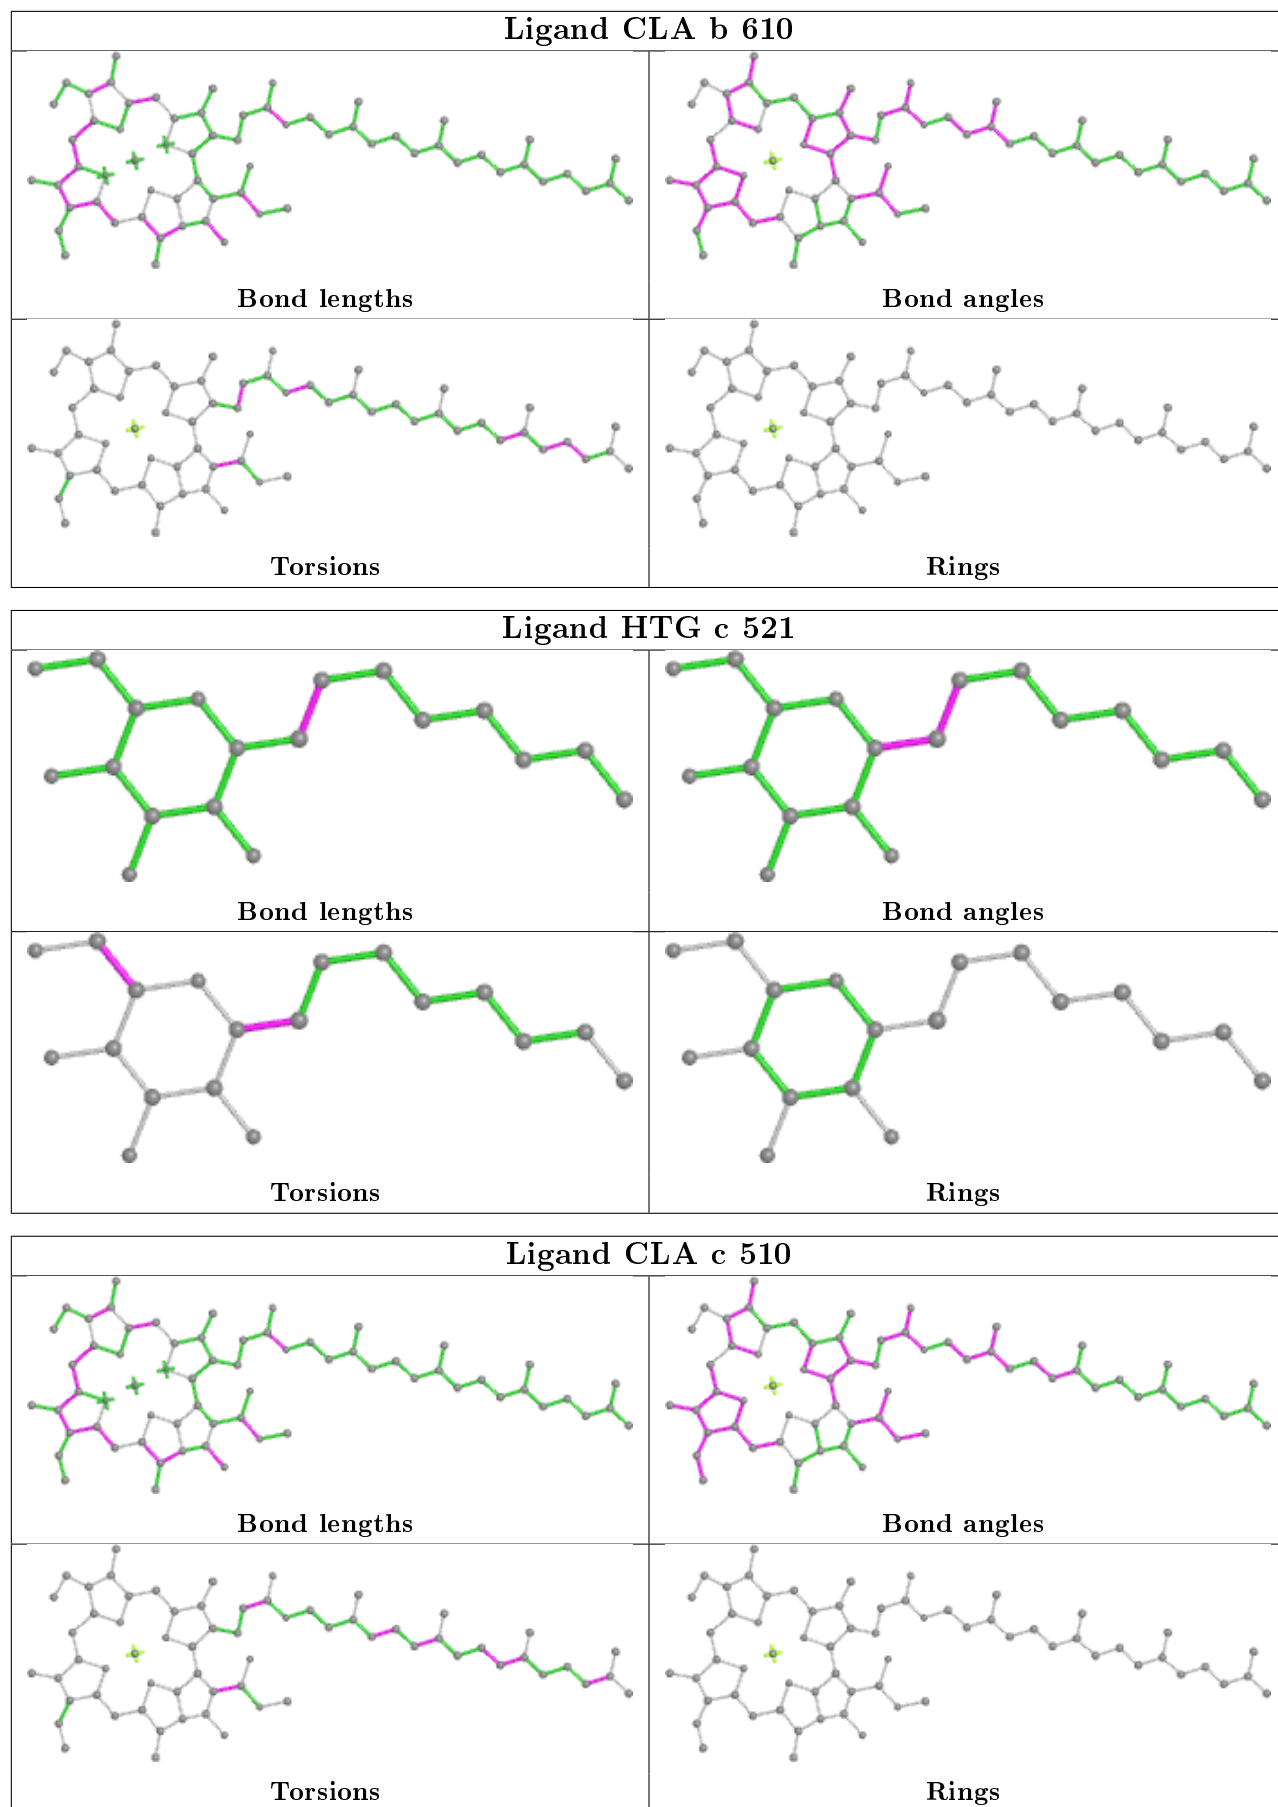 Ligand CLA b 610
Bond lengths
Bond angles
Torsions
Rings
Ligand HTG c 521
Bond lengths
Bond angles
Torsions
Rings
Ligand CLA c 510
Bond lengths
Bond angles
Torsions
Rings